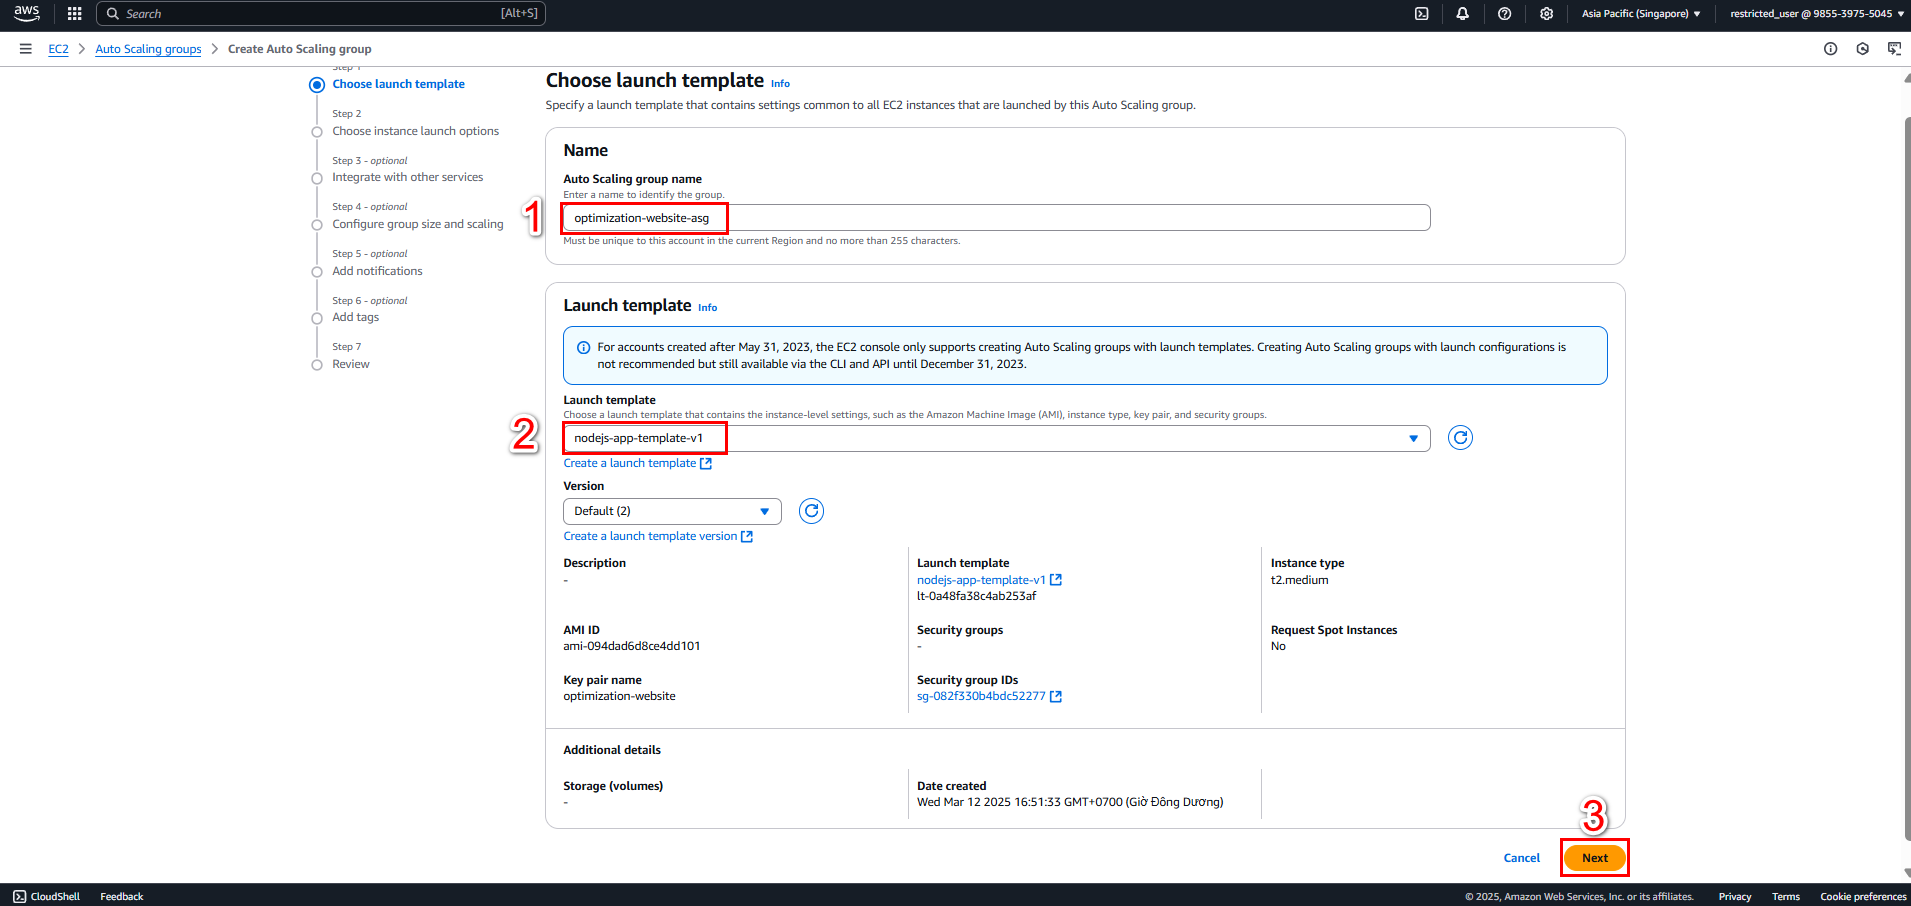 aws
Search [Alt+S]
Asia Pacific (Singapore)
restricted_user @ 9855-3975-5045
EC2
Auto Scaling groups
Create Auto Scaling group
Step 1
Choose launch template
Step 2
Choose instance launch options
Step 3 - optional
Integrate with other services
Step 4 - optional
Configure group size and scaling
Step 5 - optional
Add notifications
Step 6 - optional
Add tags
Step 7
Review
Choose launch template Info
Specify a launch template that contains settings common to all EC2 instances that are launched by this Auto Scaling group.
Name
Auto Scaling group name
Enter a name to identify the group.
1
optimization-website-asg
Must be unique to this account in the current Region and no more than 255 characters.
Launch template Info
For accounts created after May 31, 2023, the EC2 console only supports creating Auto Scaling groups with launch templates. Creating Auto Scaling groups with launch configurations is
not recommended but still available via the CLI and API until December 31, 2023.
Launch template
Choose a launch template that contains the instance-level settings, such as the Amazon Machine Image (AMI), instance type, key pair, and security groups.
2
nodejs-app-template-v1
Create a launch template
Version
Default (2)
Create a launch template version
Description
-
Launch template
nodejs-app-template-v1
lt-0a48fa38c4ab253af
Instance type
t2.medium
AMI ID
ami-094dad6d8ce4dd101
Security groups
-
Request Spot Instances
No
Key pair name
optimization-website
Security group IDs
sg-082f330b4bdc52277
Additional details
Storage (volumes)
-
Date created
Wed Mar 12 2025 16:51:33 GMT+0700 (Giờ Đông Dương)
3
Cancel
Next
CloudShell
Feedback
© 2025, Amazon Web Services, Inc. or its affiliates.
Privacy
Terms
Cookie preferences